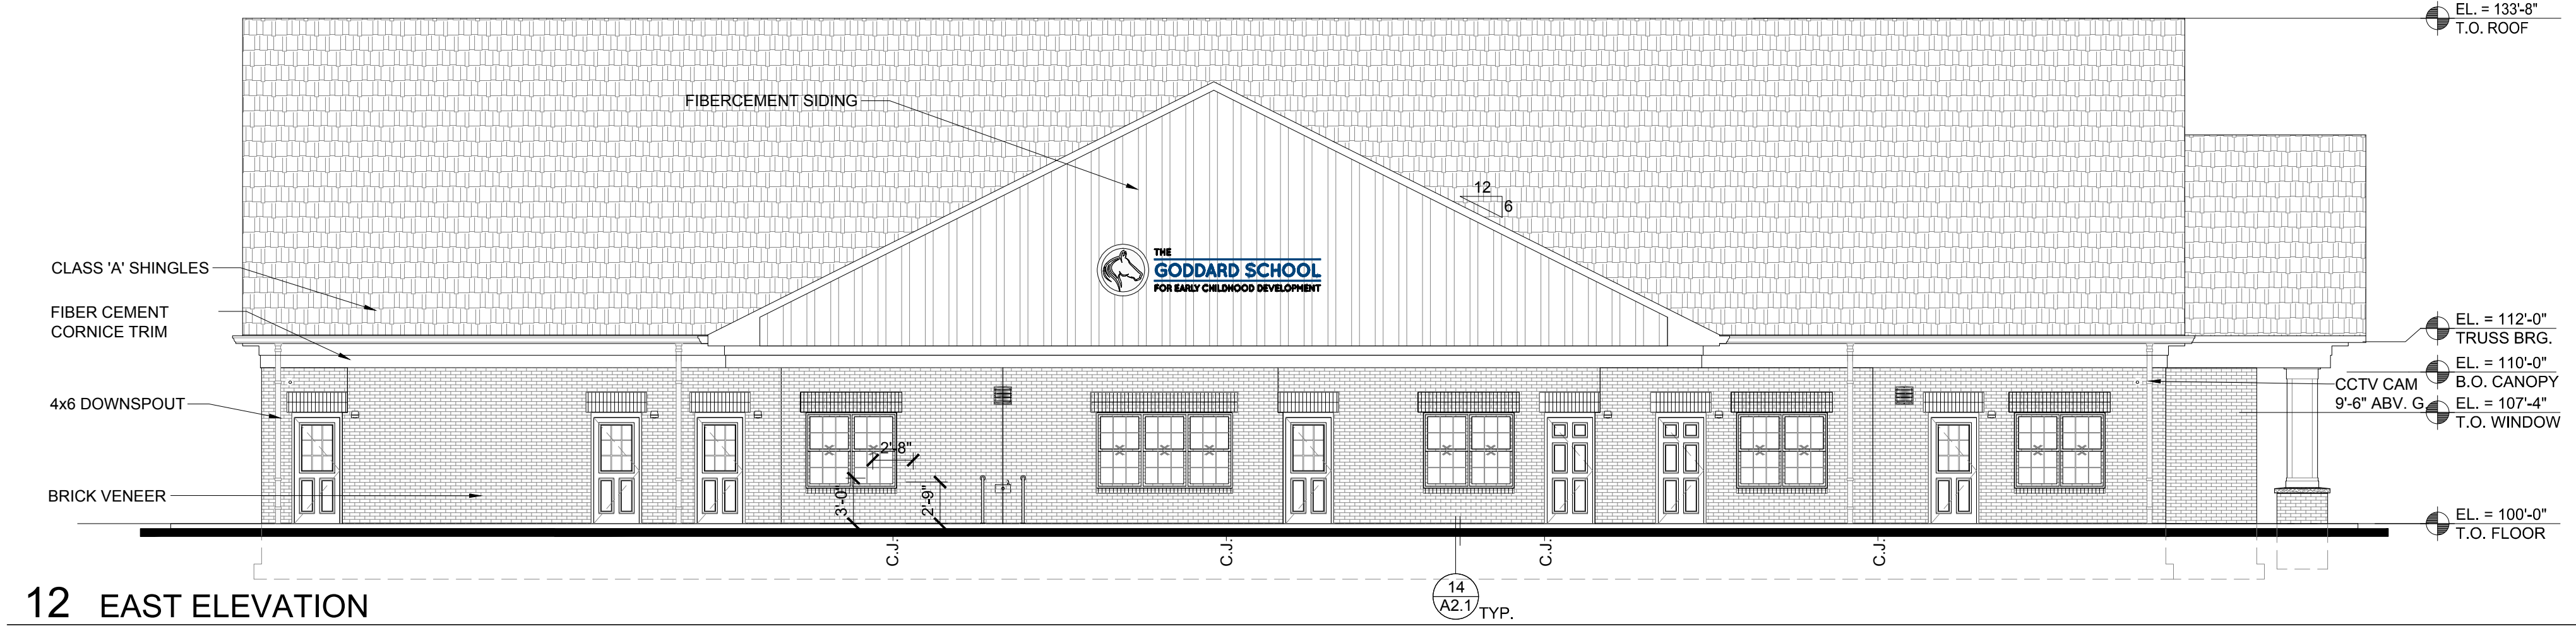 EL. = 133'-8"
T.O. ROOF
FIBERCEMENT SIDING
12
6
THE
GODDARD SCHOOL
FOR EARLY CHILDHOOD DEVELOPMENT
CLASS 'A' SHINGLES
FIBER CEMENT
CORNICE TRIM
EL. = 112'-0"
TRUSS BRG.
EL. = 110'-0"
B.O. CANOPY
CCTV CAM
9'-6" ABV. G.
4x6 DOWNSPOUT
EL. = 107'-4"
T.O. WINDOW
2'-8"
BRICK VENEER
3'-0"
2'-9"
EL. = 100'-0"
T.O. FLOOR
C.J.
C.J.
C.J.
C.J.
14
A2.1
TYP.
12 EAST ELEVATION